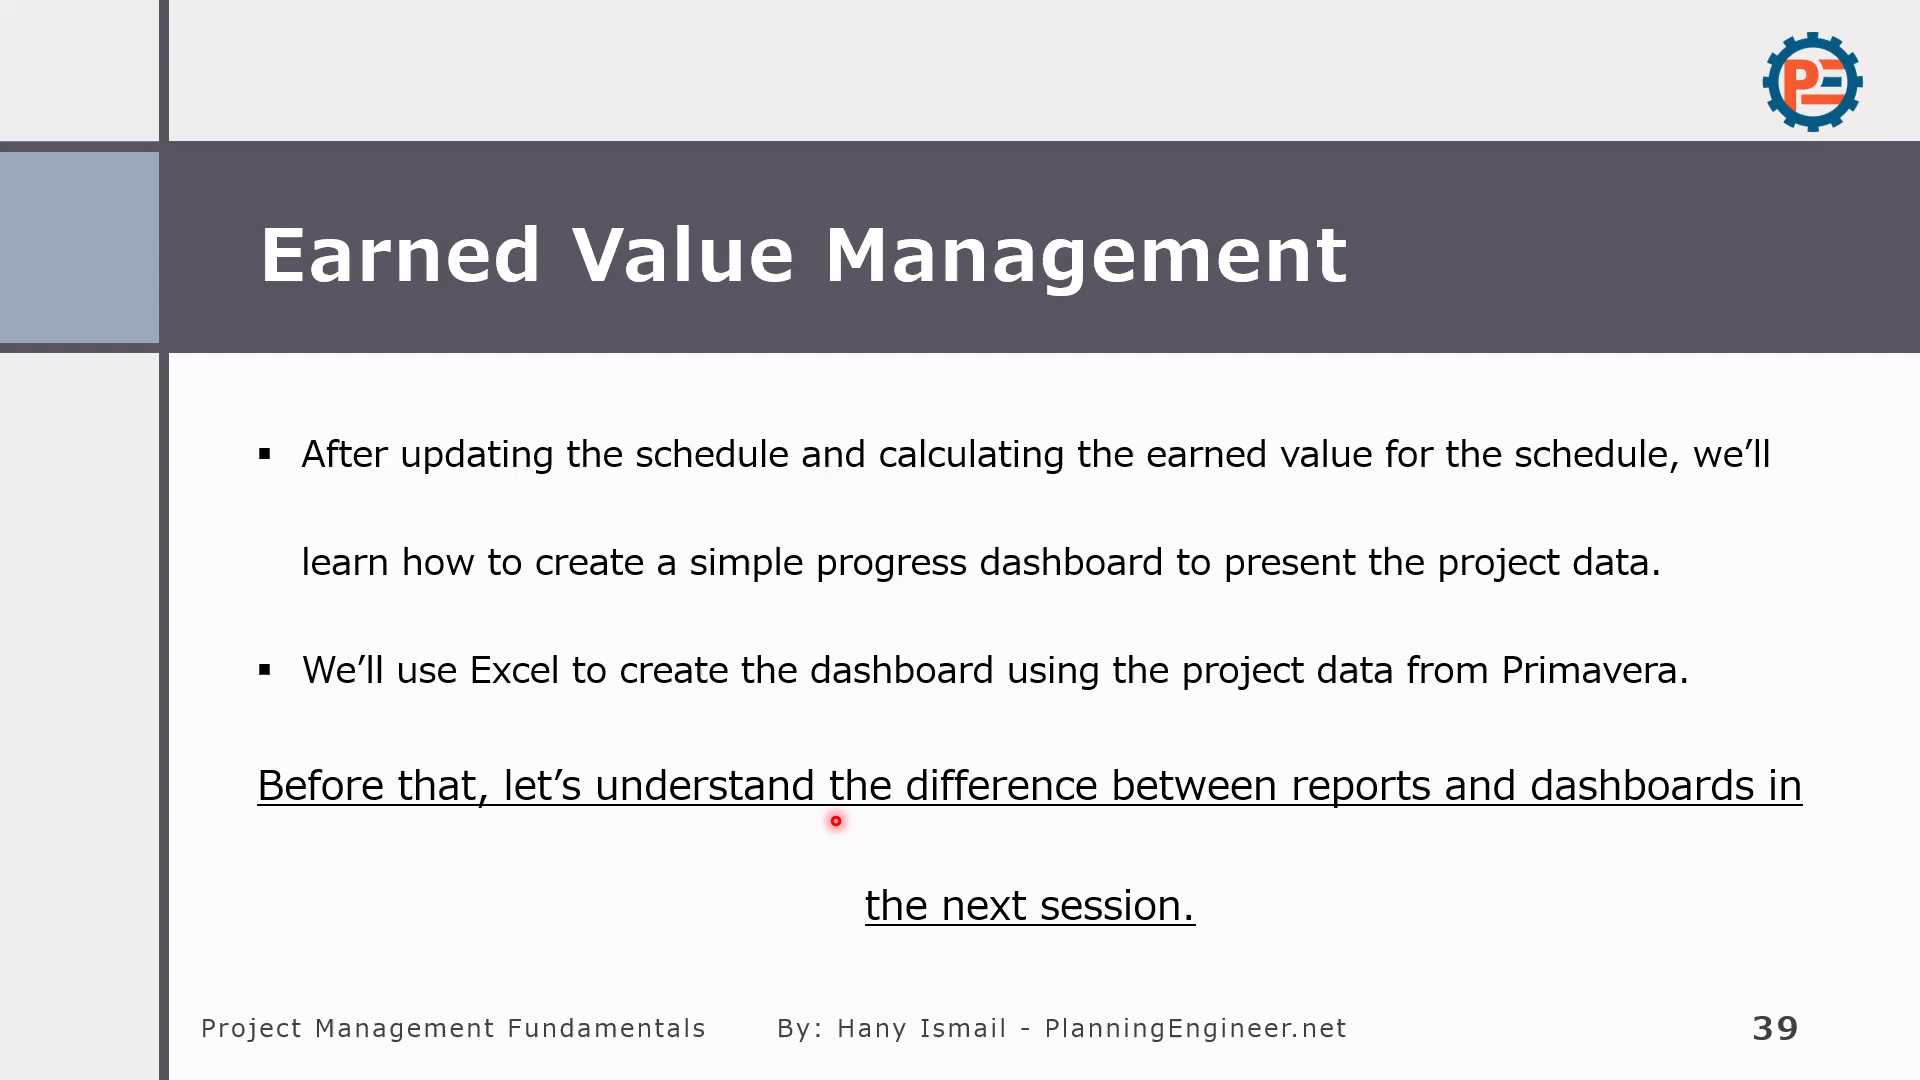 PE
Earned Value Management
▪ After updating the schedule and calculating the earned value for the schedule, we’ll
learn how to create a simple progress dashboard to present the project data.
▪ We’ll use Excel to create the dashboard using the project data from Primavera.
Before that, let’s understand the difference between reports and dashboards in
the next session.
Project Management Fundamentals By: Hany Ismail - PlanningEngineer.net 39